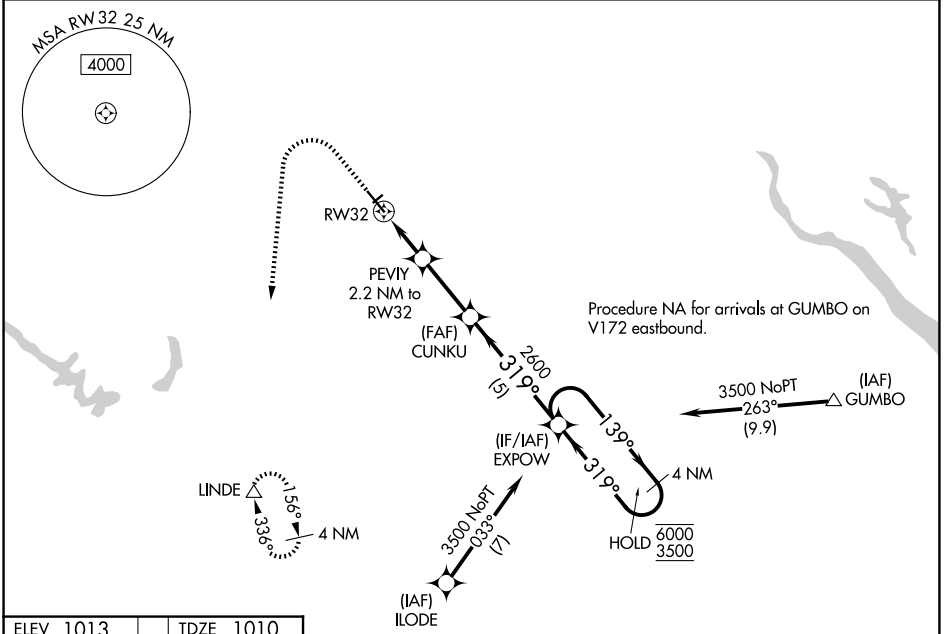 MSA RW32 25 NM
4000
RW32
PEVIY
2.2 NM to
RW32
(FAF)
CUNKU
Procedure NA for arrivals at GUMBO on
V172 eastbound.
2600
319°
(5)
3500 NoPT
263°
(9.9)
(IAF)
GUMBO
(IF/IAF)
EXPOW
139°
319°
4 NM
HOLD
6000
3500
LINDE
156°
336°
4 NM
3500 NoPT
033°
(7)
(IAF)
ILODE
ELEV 1013
TDZE 1010